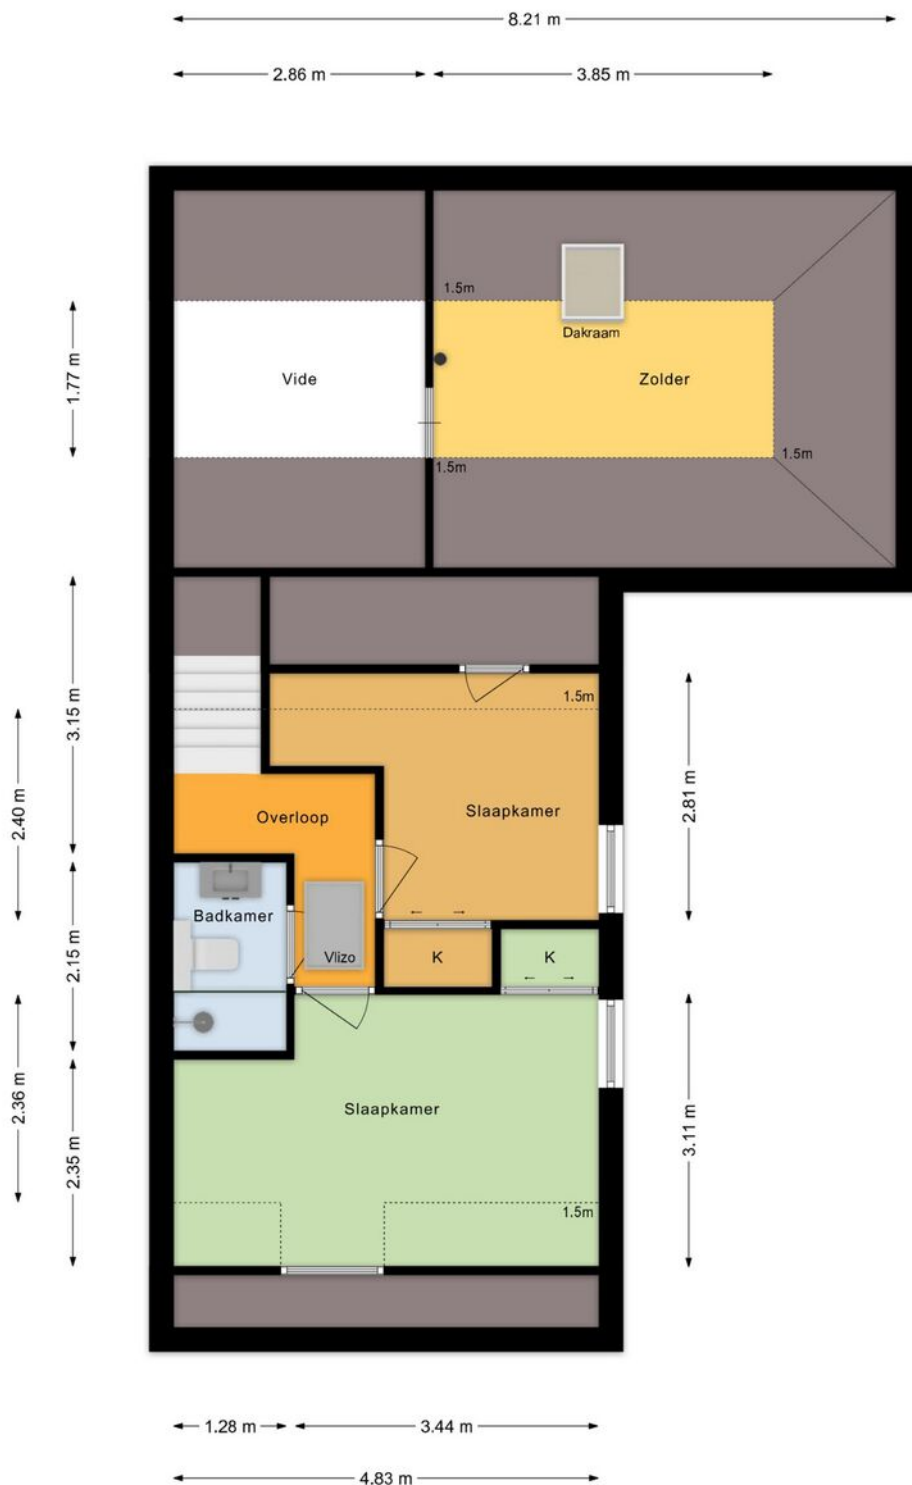 8.21 m
2.86 m
3.85 m
1.5m
Dakraam
1.77 m
Vide
Zolder
1.5m
1.5m
3.15 m
1.5m
2.40 m
2.81 m
Overloop
Slaapkamer
Badkamer
2.15 m
Vlizo
K
K
2.36 m
2.35 m
Slaapkamer
3.11 m
1.5m
1.28 m
3.44 m
4.83 m